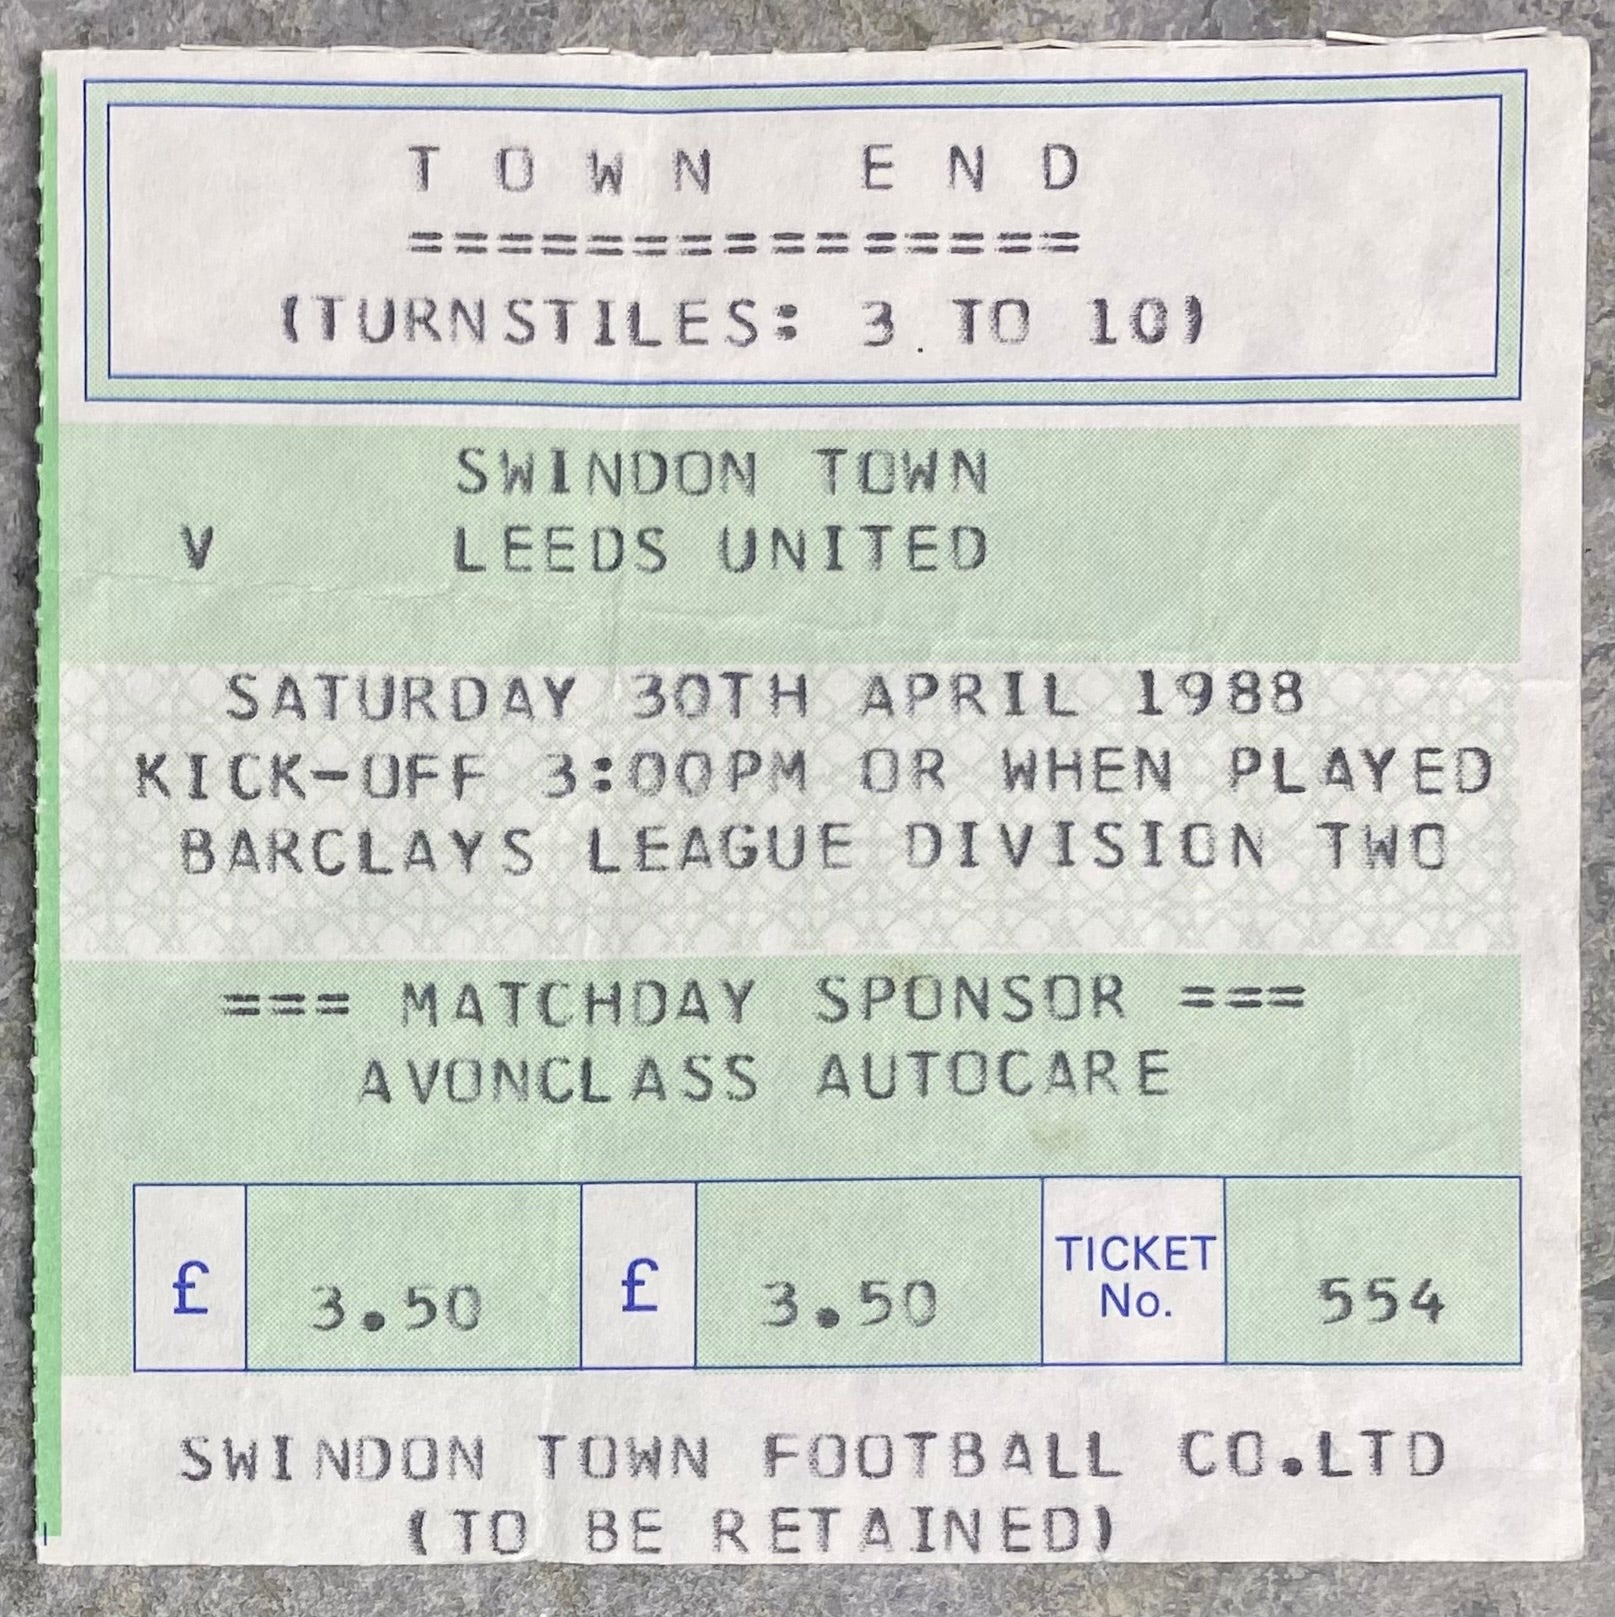 T O W N   E N D
===============
(TURNSTILES: 3 TO 10)
SWINDON TOWN
V LEEDS UNITED
SATURDAY 30TH APRIL 1988
KICK-OFF 3:00PM OR WHEN PLAYED
BARCLAYS LEAGUE DIVISION TWO
=== MATCHDAY SPONSOR ===
AVONCLASS AUTOCARE
£ 3.50 £ 3.50 TICKET No. 554
SWINDON TOWN FOOTBALL CO.LTD
(TO BE RETAINED)